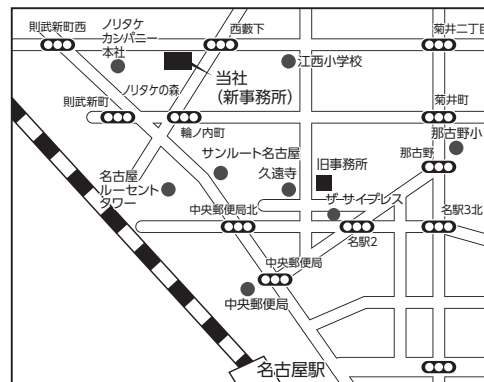 則武新町西
ノリタケ
カンパニー
本社
西藪下
菊井二丁目
江西小学校
当社
（新事務所）
ノリタケの森
則武新町
菊井町
輪ノ内町
那古野小
那古野
サンルート名古屋
旧事務所
久遠寺
名古屋
ルーセント
タワー
ザ・サイプレス
中央郵便局北
名駅3北
名駅2
中央郵便局
中央郵便局
名古屋駅